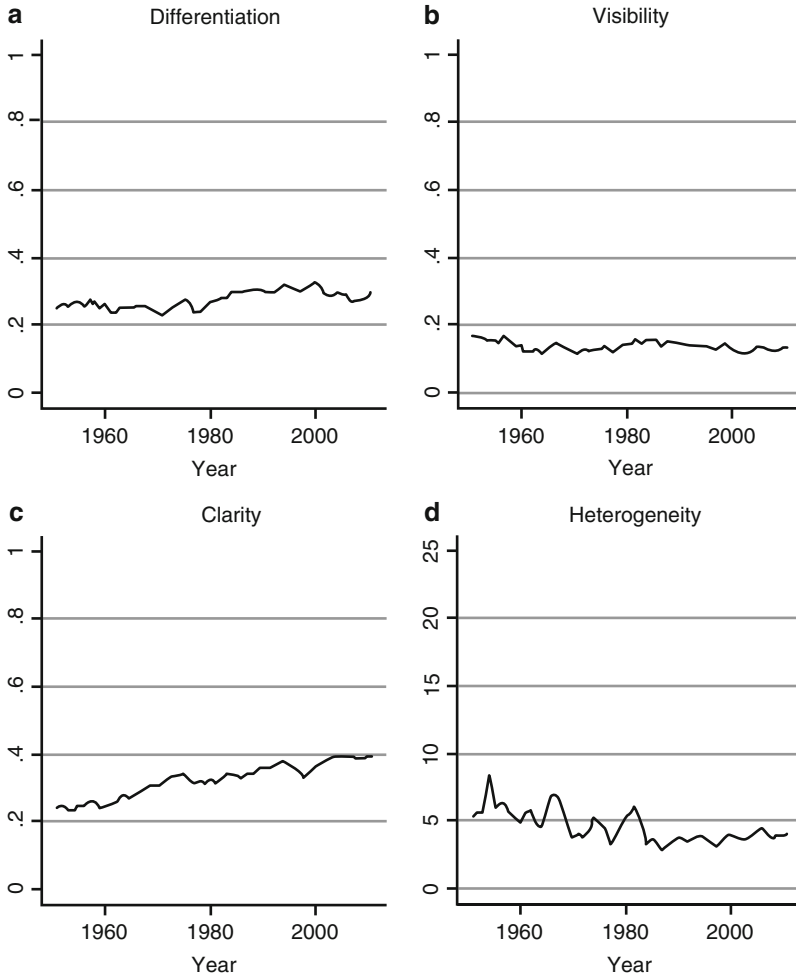 a Differentiation
1
.8
.6
.4
.2
0
1960 1980 2000
Year
b Visibility
1
.8
.6
.4
.2
0
1960 1980 2000
Year
c Clarity
1
.8
.6
.4
.2
0
1960 1980 2000
Year
d Heterogeneity
25
20
15
10
5
0
1960 1980 2000
Year